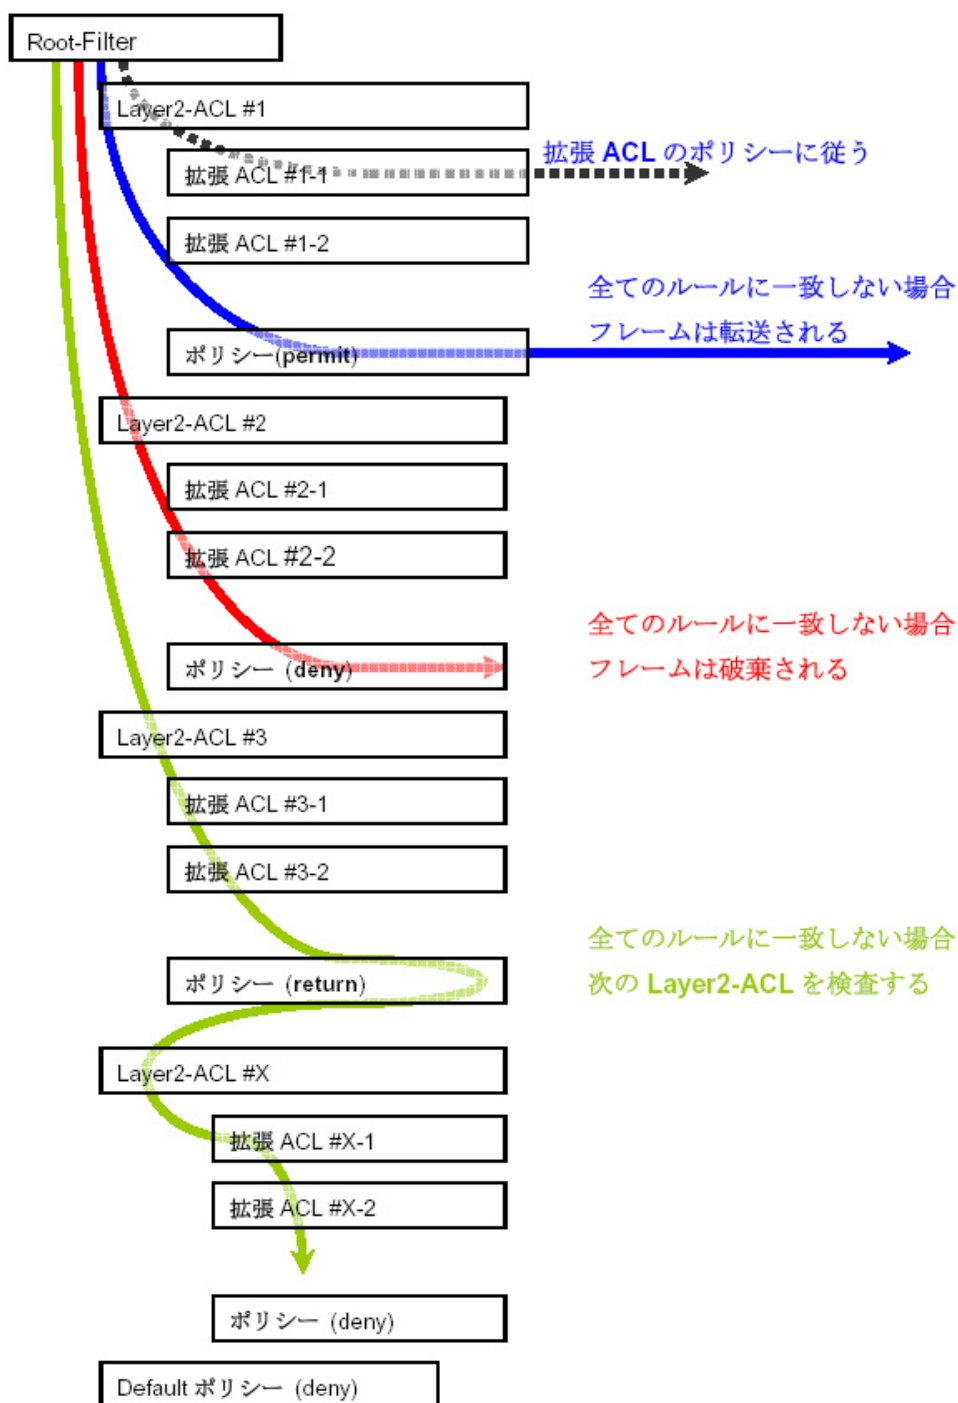 Root-Filter
Layer2-ACL #1
拡張 ACL のポリシーに従う
拡張 ACL #1-1
拡張 ACL #1-2
全てのルールに一致しない場合
フレームは転送される
ポリシー(permit)
Layer2-ACL #2
拡張 ACL #2-1
拡張 ACL #2-2
全てのルールに一致しない場合
フレームは破棄される
ポリシー (deny)
Layer2-ACL #3
拡張 ACL #3-1
拡張 ACL #3-2
全てのルールに一致しない場合
次の Layer2-ACL を検査する
ポリシー (return)
Layer2-ACL #X
拡張 ACL #X-1
拡張 ACL #X-2
ポリシー (deny)
Default ポリシー (deny)